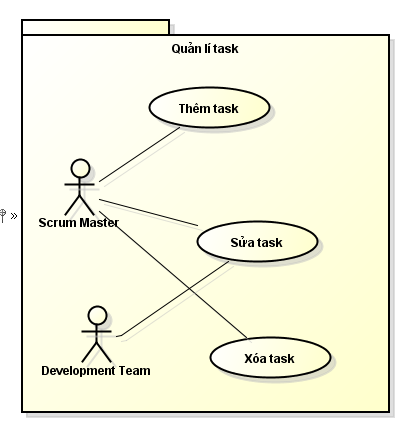 Quản lí task
Thêm task
Scrum Master
Sửa task
Development Team
Xóa task